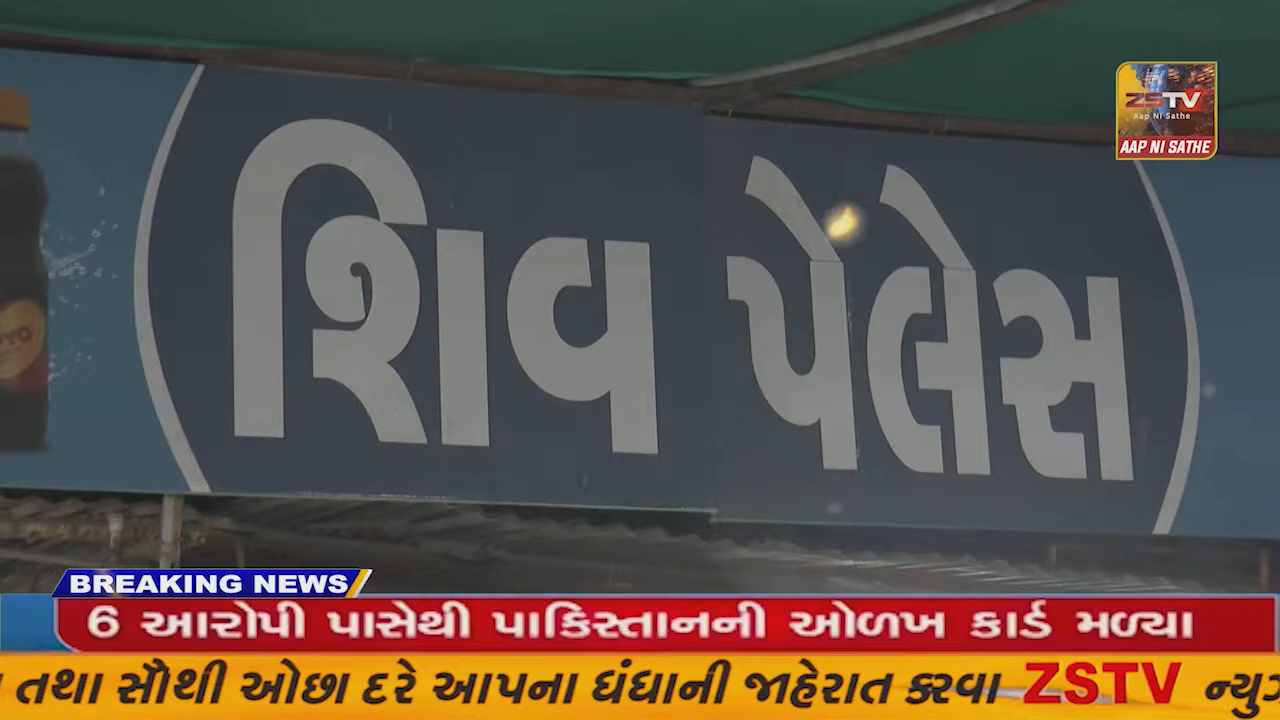 ZSTV
Aap Ni Sathe
AAP NI SATHE
શિવ પેલેસ
BREAKING NEWS
6 આરોપી પાસેથી પાકિસ્તાનની ઓળખ કાર્ડ મળ્યા
તથા સૌથી ઓછા દરે આપના ધંધાની જાહેરાત કરવા ZSTV